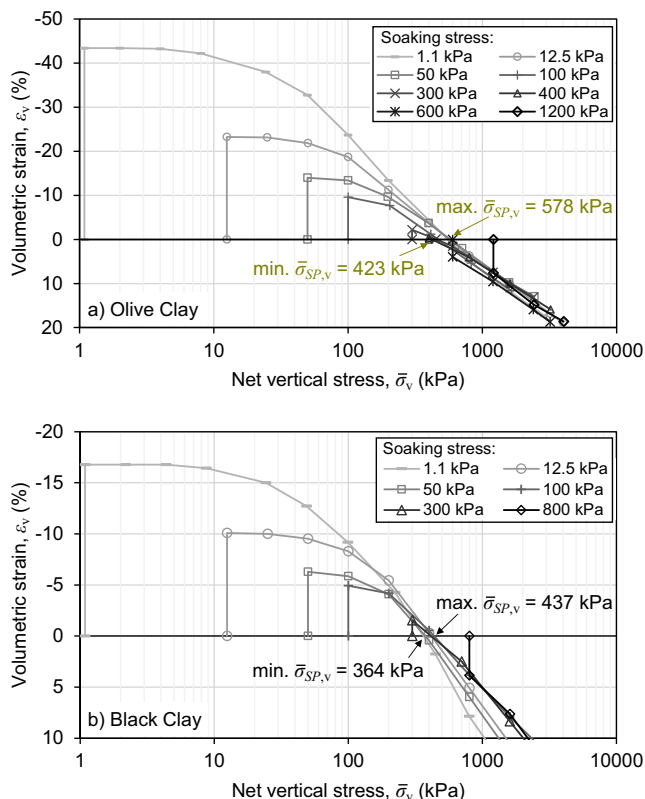 -50
-40
-30
-20
-10
0
10
20
Volumetric strain, εv (%)
Soaking stress:
1.1 kPa
12.5 kPa
50 kPa
100 kPa
300 kPa
400 kPa
600 kPa
1200 kPa
max. σ̄SP,v = 578 kPa
min. σ̄SP,v = 423 kPa
a) Olive Clay
1 10 100 1000 10000
Net vertical stress, σ̄v (kPa)
-20
-15
-10
-5
0
5
10
Volumetric strain, εv (%)
Soaking stress:
1.1 kPa
12.5 kPa
50 kPa
100 kPa
300 kPa
800 kPa
max. σ̄SP,v = 437 kPa
min. σ̄SP,v = 364 kPa
b) Black Clay
1 10 100 1000 10000
Net vertical stress, σ̄v (kPa)